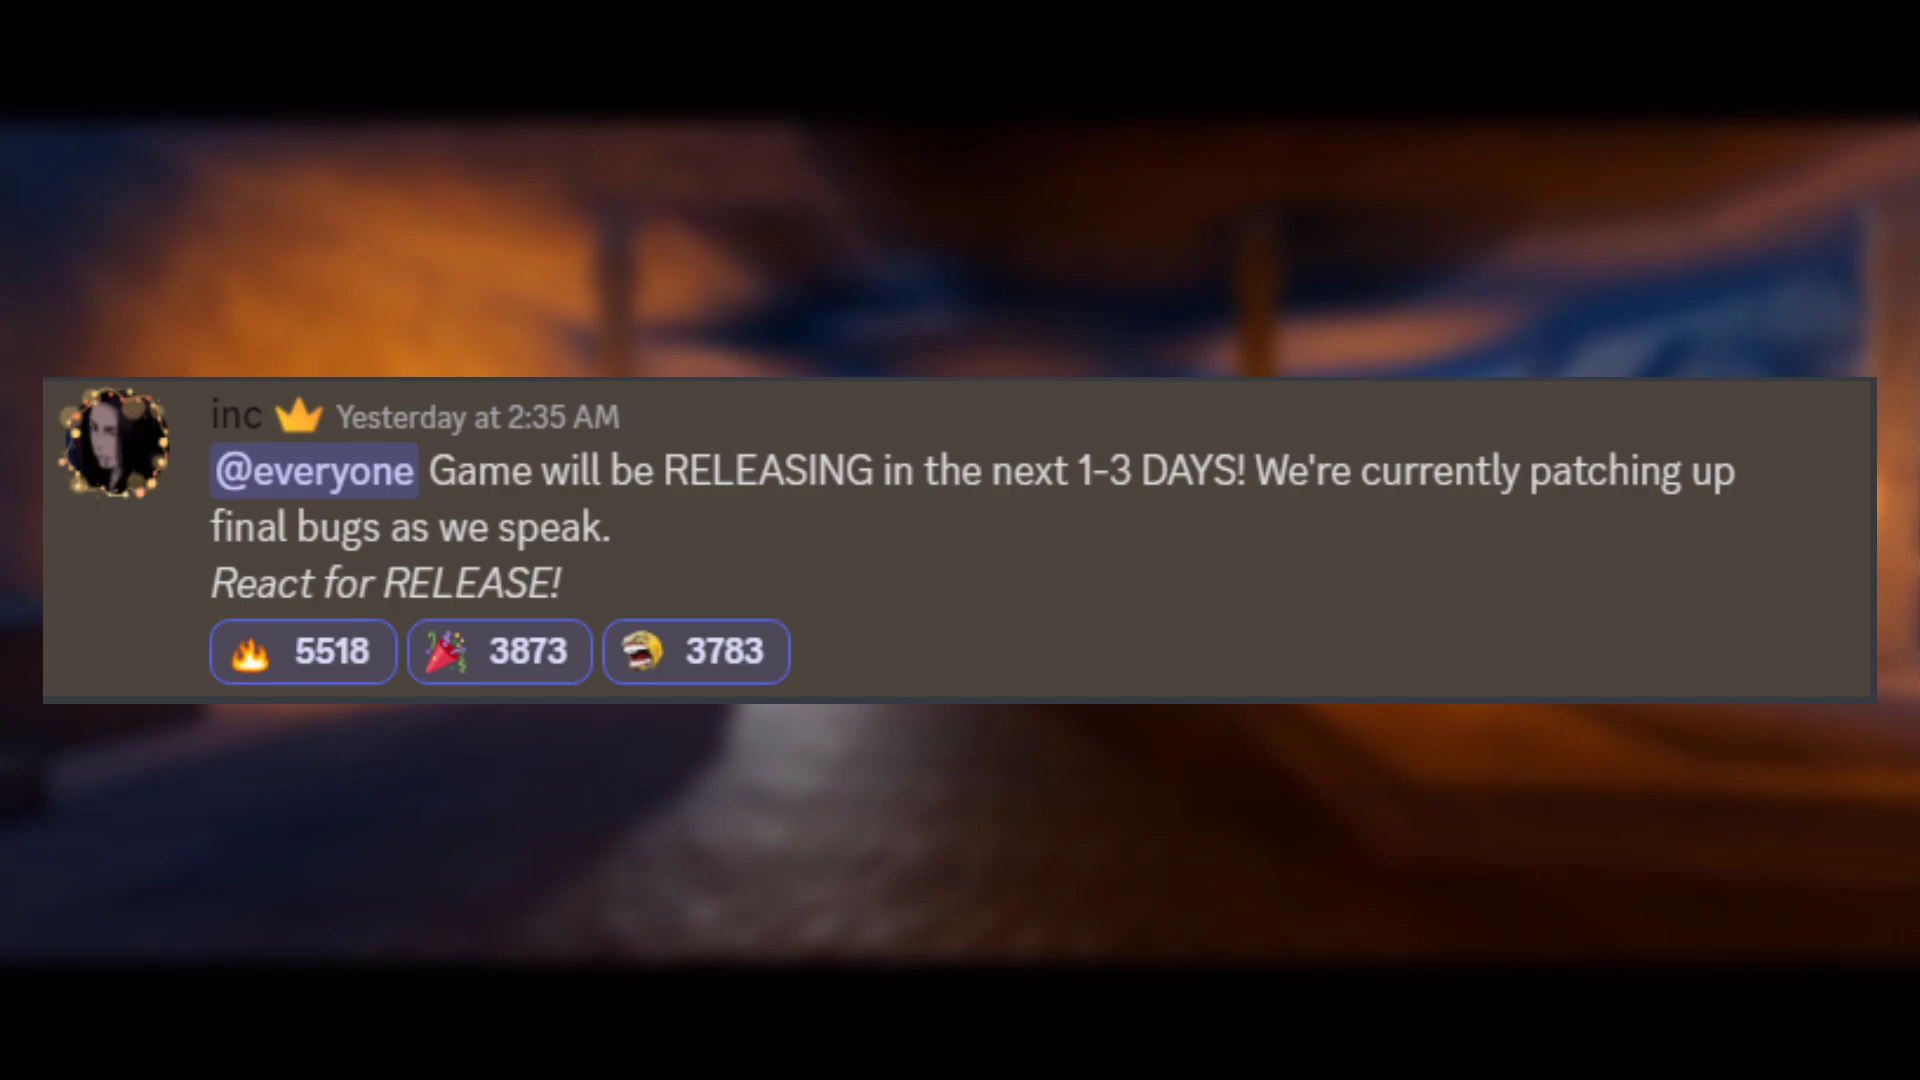 inc Yesterday at 2:35 AM
@everyone Game will be RELEASING in the next 1-3 DAYS! We're currently patching up
final bugs as we speak.
React for RELEASE!
5518 3873 3783